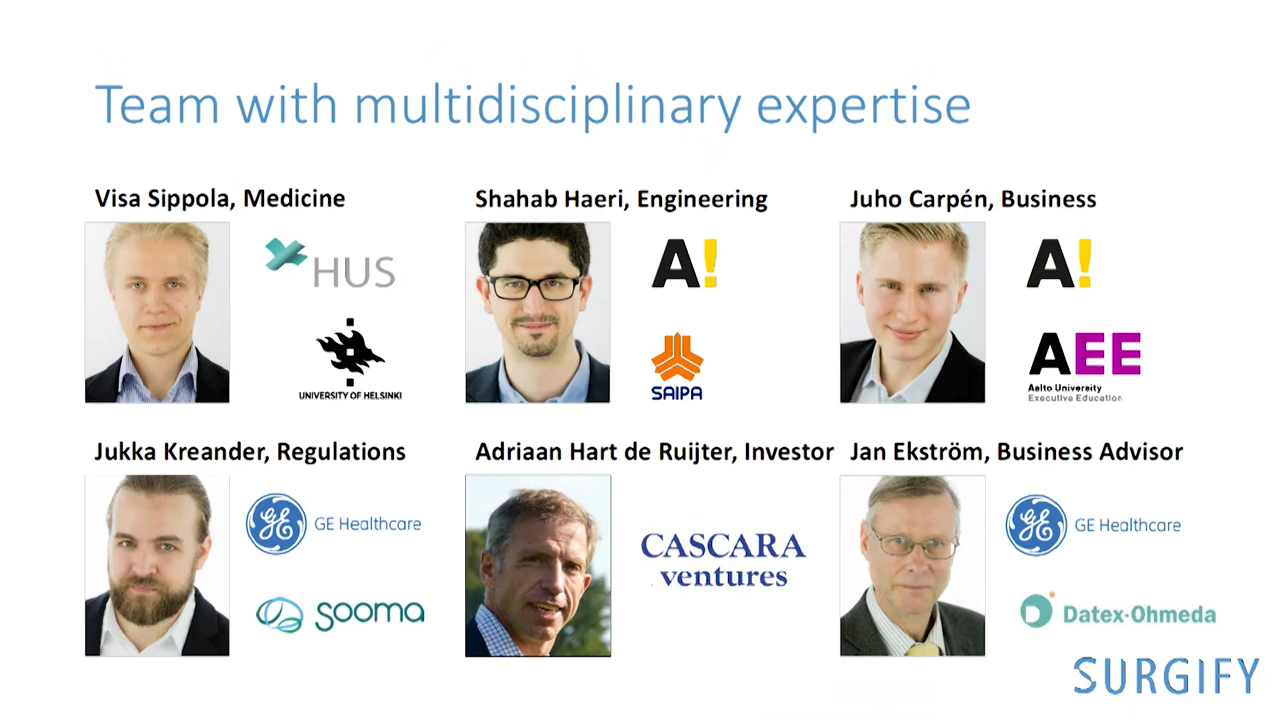 Team with multidisciplinary expertise
Visa Sippola, Medicine
Shahab Haeri, Engineering
Juho Carpén, Business
HUS
UNIVERSITY OF HELSINKI
A!
SAIPA
A!
AEE
Aalto University
Executive Education
Jukka Kreander, Regulations
Adriaan Hart de Ruijter, Investor
Jan Ekström, Business Advisor
GE GE Healthcare
sooma
CASCARA
ventures
GE GE Healthcare
Datex-Ohmeda
SURGIFY